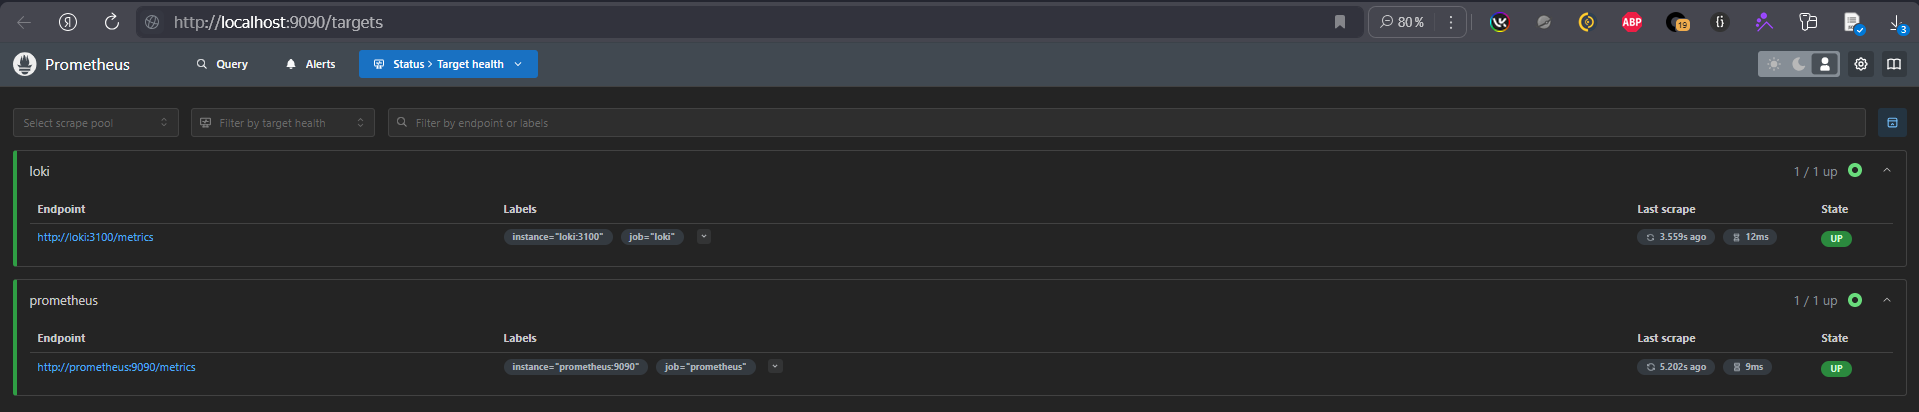 http://localhost:9090/targets
80 %
ABP
19
3
Prometheus
Query
Alerts
Status > Target health
Select scrape pool
Filter by target health
Filter by endpoint or labels
loki
1 / 1 up
Endpoint Labels Last scrape State
http://loki:3100/metrics instance="loki:3100" job="loki" 3.559s ago 12ms UP
prometheus
1 / 1 up
Endpoint Labels Last scrape State
http://prometheus:9090/metrics instance="prometheus:9090" job="prometheus" 5.202s ago 9ms UP